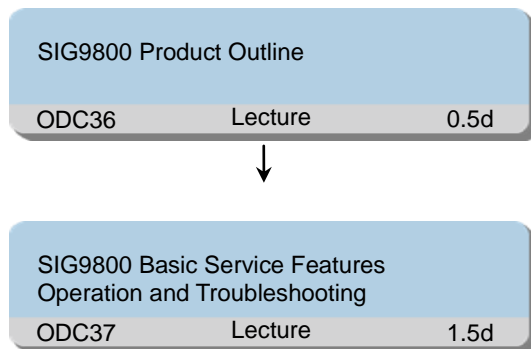 SIG9800 Product Outline
ODC36 Lecture 0.5d
SIG9800 Basic Service Features
Operation and Troubleshooting
ODC37 Lecture 1.5d